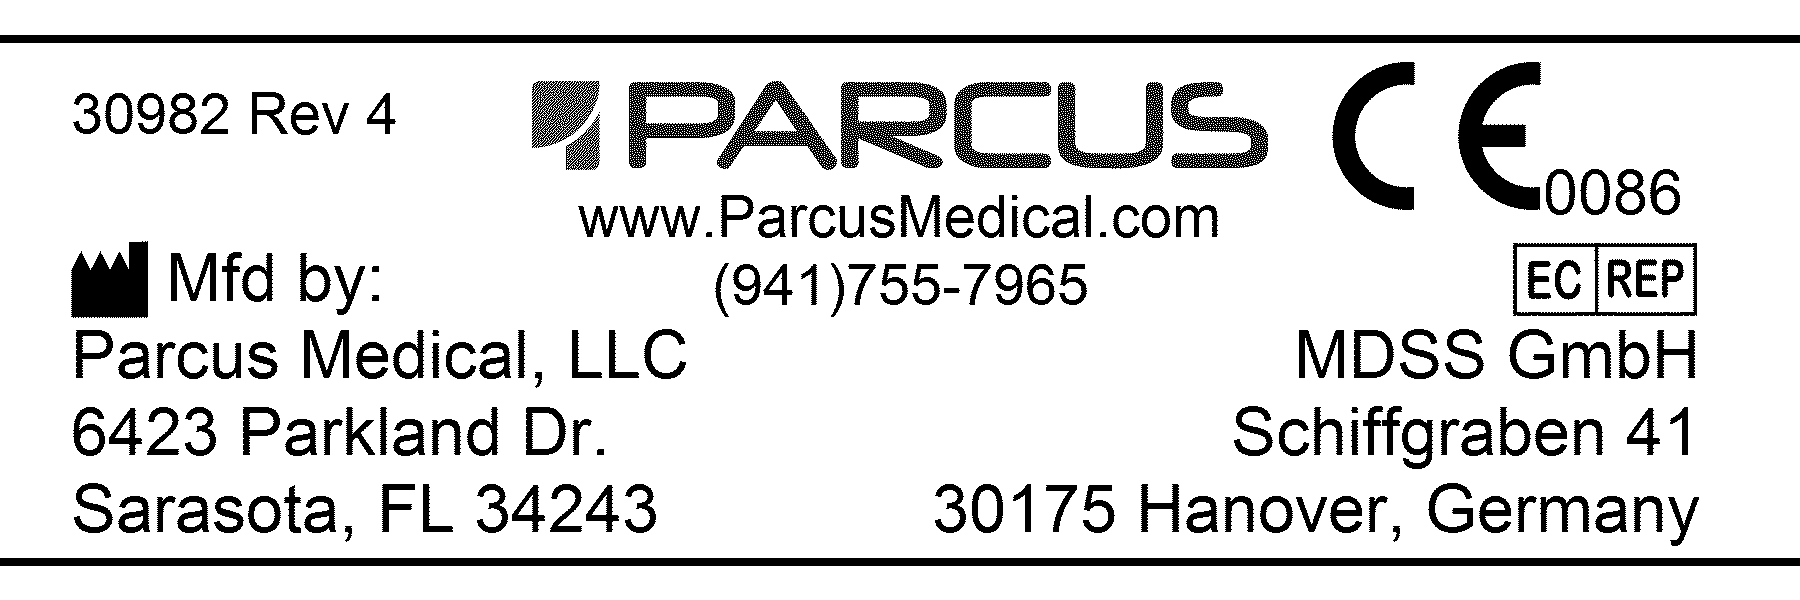 30982 Rev 4
PARCUS
CE 0086
www.ParcusMedical.com
(941)755-7965
Mfd by:
Parcus Medical, LLC
6423 Parkland Dr.
Sarasota, FL 34243
EC REP
MDSS GmbH
Schiffgraben 41
30175 Hanover, Germany